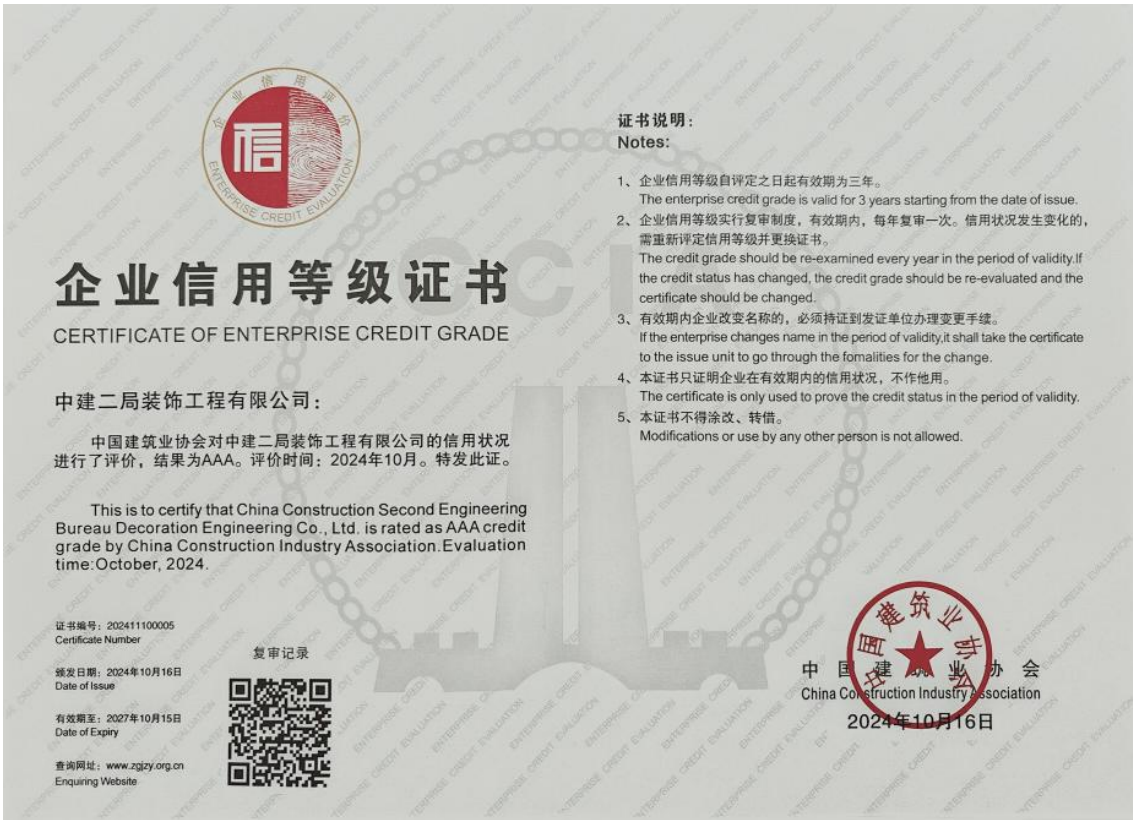 企业信用评价
ENTERPRISE CREDIT EVALUATION
信
企业信用等级证书
CERTIFICATE OF ENTERPRISE CREDIT GRADE
中建二局装饰工程有限公司：
中国建筑业协会对中建二局装饰工程有限公司的信用状况
进行了评价，结果为AAA。评价时间：2024年10月。特发此证。
This is to certify that China Construction Second Engineering
Bureau Decoration Engineering Co., Ltd. is rated as AAA credit
grade by China Construction Industry Association.Evaluation
time:October, 2024.
证书编号：202411100005
Certificate Number
颁发日期：2024年10月16日
Date of Issue
有效期至：2027年10月15日
Date of Expiry
查询网址：www.zgjzy.org.cn
Enquiring Website
复审记录
证书说明：
Notes:
1、企业信用等级自评定之日起有效期为三年。
The enterprise credit grade is valid for 3 years starting from the date of issue.
2、企业信用等级实行复审制度，有效期内，每年复审一次。信用状况发生变化的，
需重新评定信用等级并更换证书。
The credit grade should be re-examined every year in the period of validity.If
the credit status has changed, the credit grade should be re-evaluated and the
certificate should be changed.
3、有效期内企业改变名称的，必须持证到发证单位办理变更手续。
If the enterprise changes name in the period of validity,it shall take the certificate
to the issue unit to go through the fomalities for the change.
4、本证书只证明企业在有效期内的信用状况，不作他用。
The certificate is only used to prove the credit status in the period of validity.
5、本证书不得涂改、转借。
Modifications or use by any other person is not allowed.
中国建筑业协会
中国建筑业协会
China Construction Industry Association
2024年10月16日